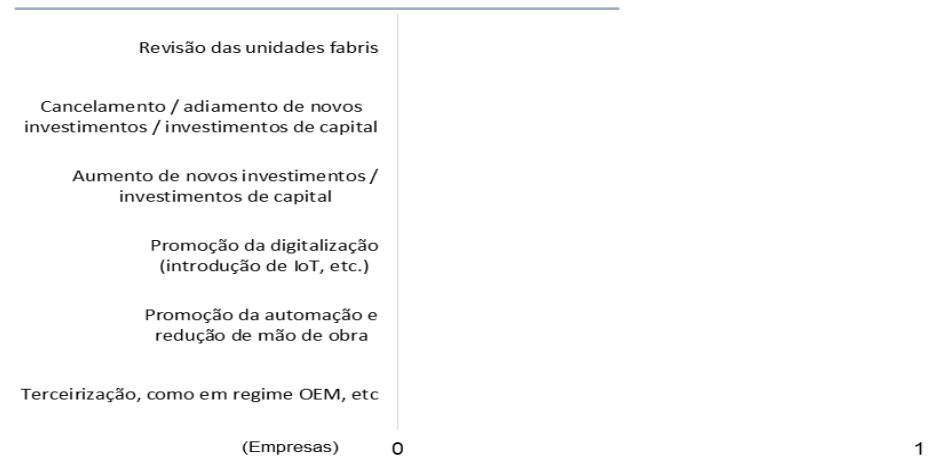 Revisão das unidades fabris
Cancelamento / adiamento de novos
investimentos / investimentos de capital
Aumento de novos investimentos /
investimentos de capital
Promoção da digitalização
(introdução de IoT, etc.)
Promoção da automação e
redução de mão de obra
Terceirização, como em regime OEM, etc
(Empresas) 0 1